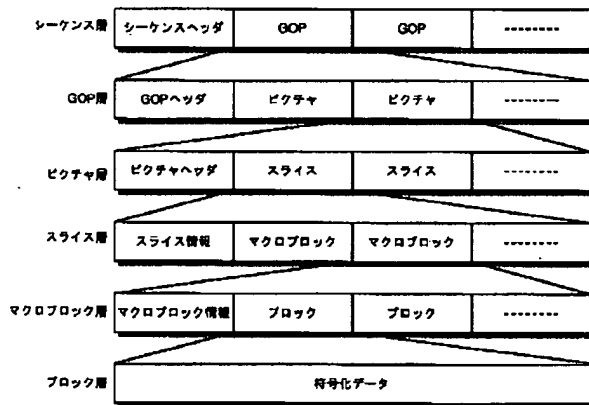 シーケンス層 シーケンスヘッダ GOP GOP --------
GOP層 GOPヘッダ ピクチャ ピクチャ --------
ピクチャ層 ピクチャヘッダ スライス スライス --------
スライス層 スライス情報 マクロブロック マクロブロック --------
マクロブロック層 マクロブロック情報 ブロック ブロック --------
ブロック層 符号化データ